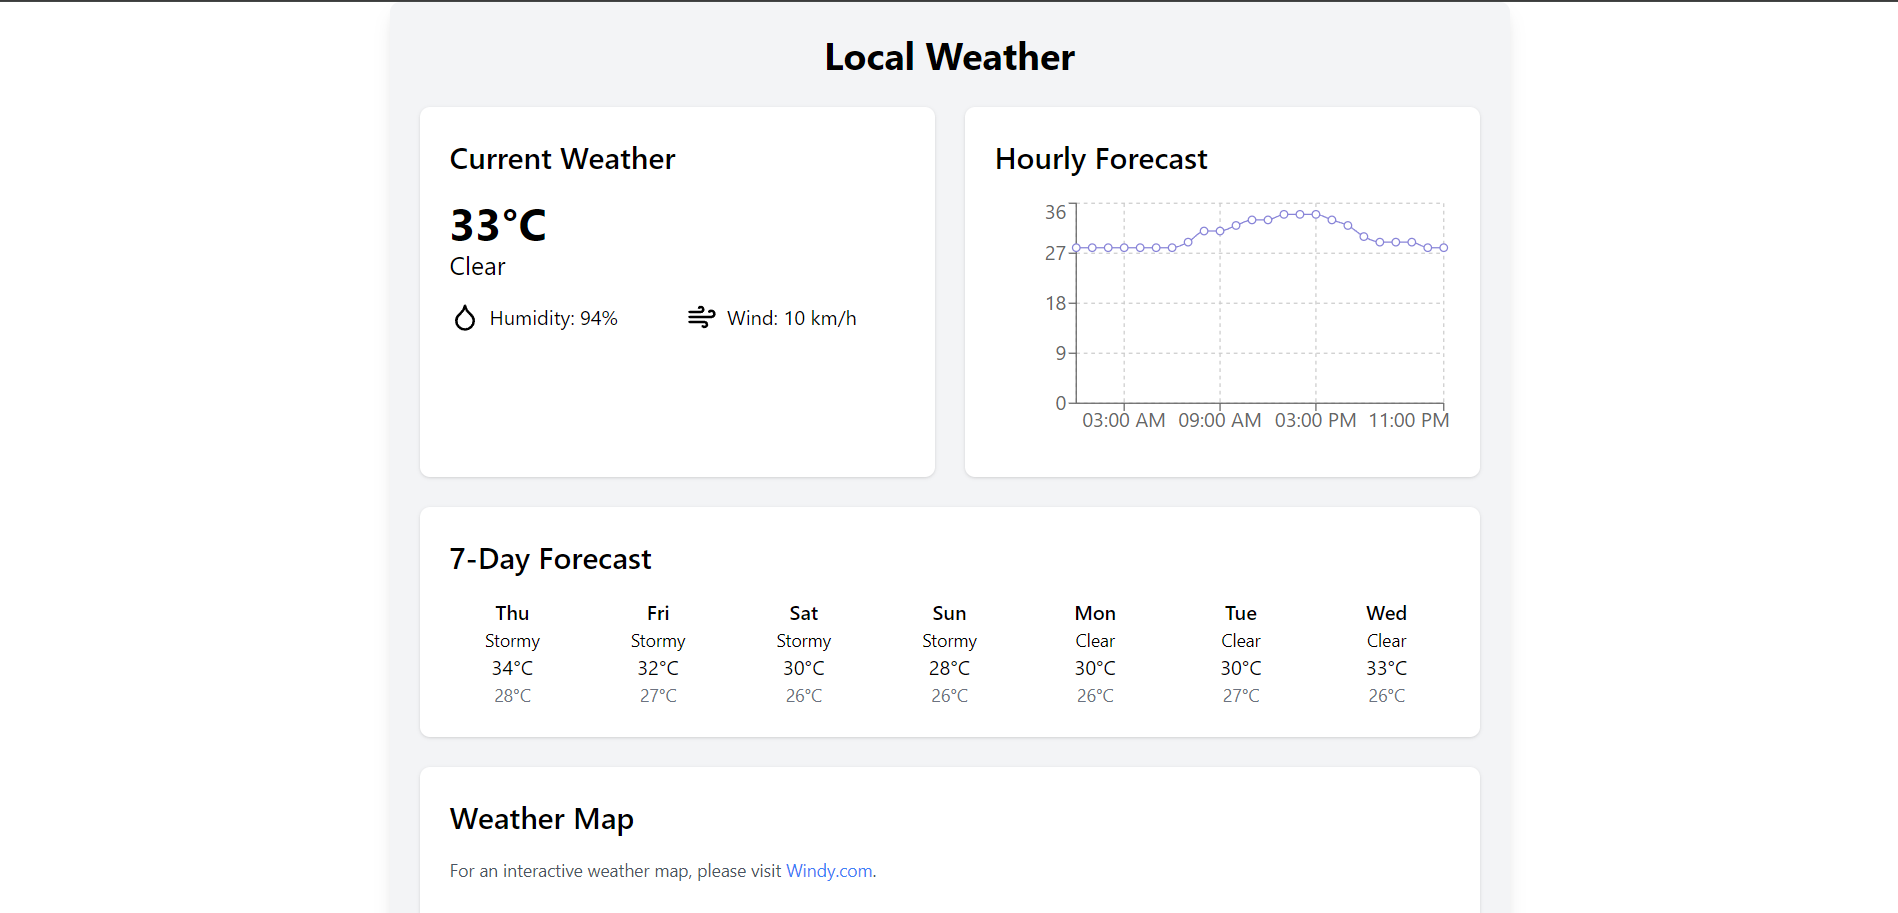 Local Weather
Current Weather
33°C
Clear
Humidity: 94%
Wind: 10 km/h
Hourly Forecast
36
27
18
9
0
03:00 AM 09:00 AM 03:00 PM 11:00 PM
7-Day Forecast
Thu Fri Sat Sun Mon Tue Wed
Stormy Stormy Stormy Stormy Clear Clear Clear
34°C 32°C 30°C 28°C 30°C 30°C 33°C
28°C 27°C 26°C 26°C 26°C 27°C 26°C
Weather Map
For an interactive weather map, please visit Windy.com.